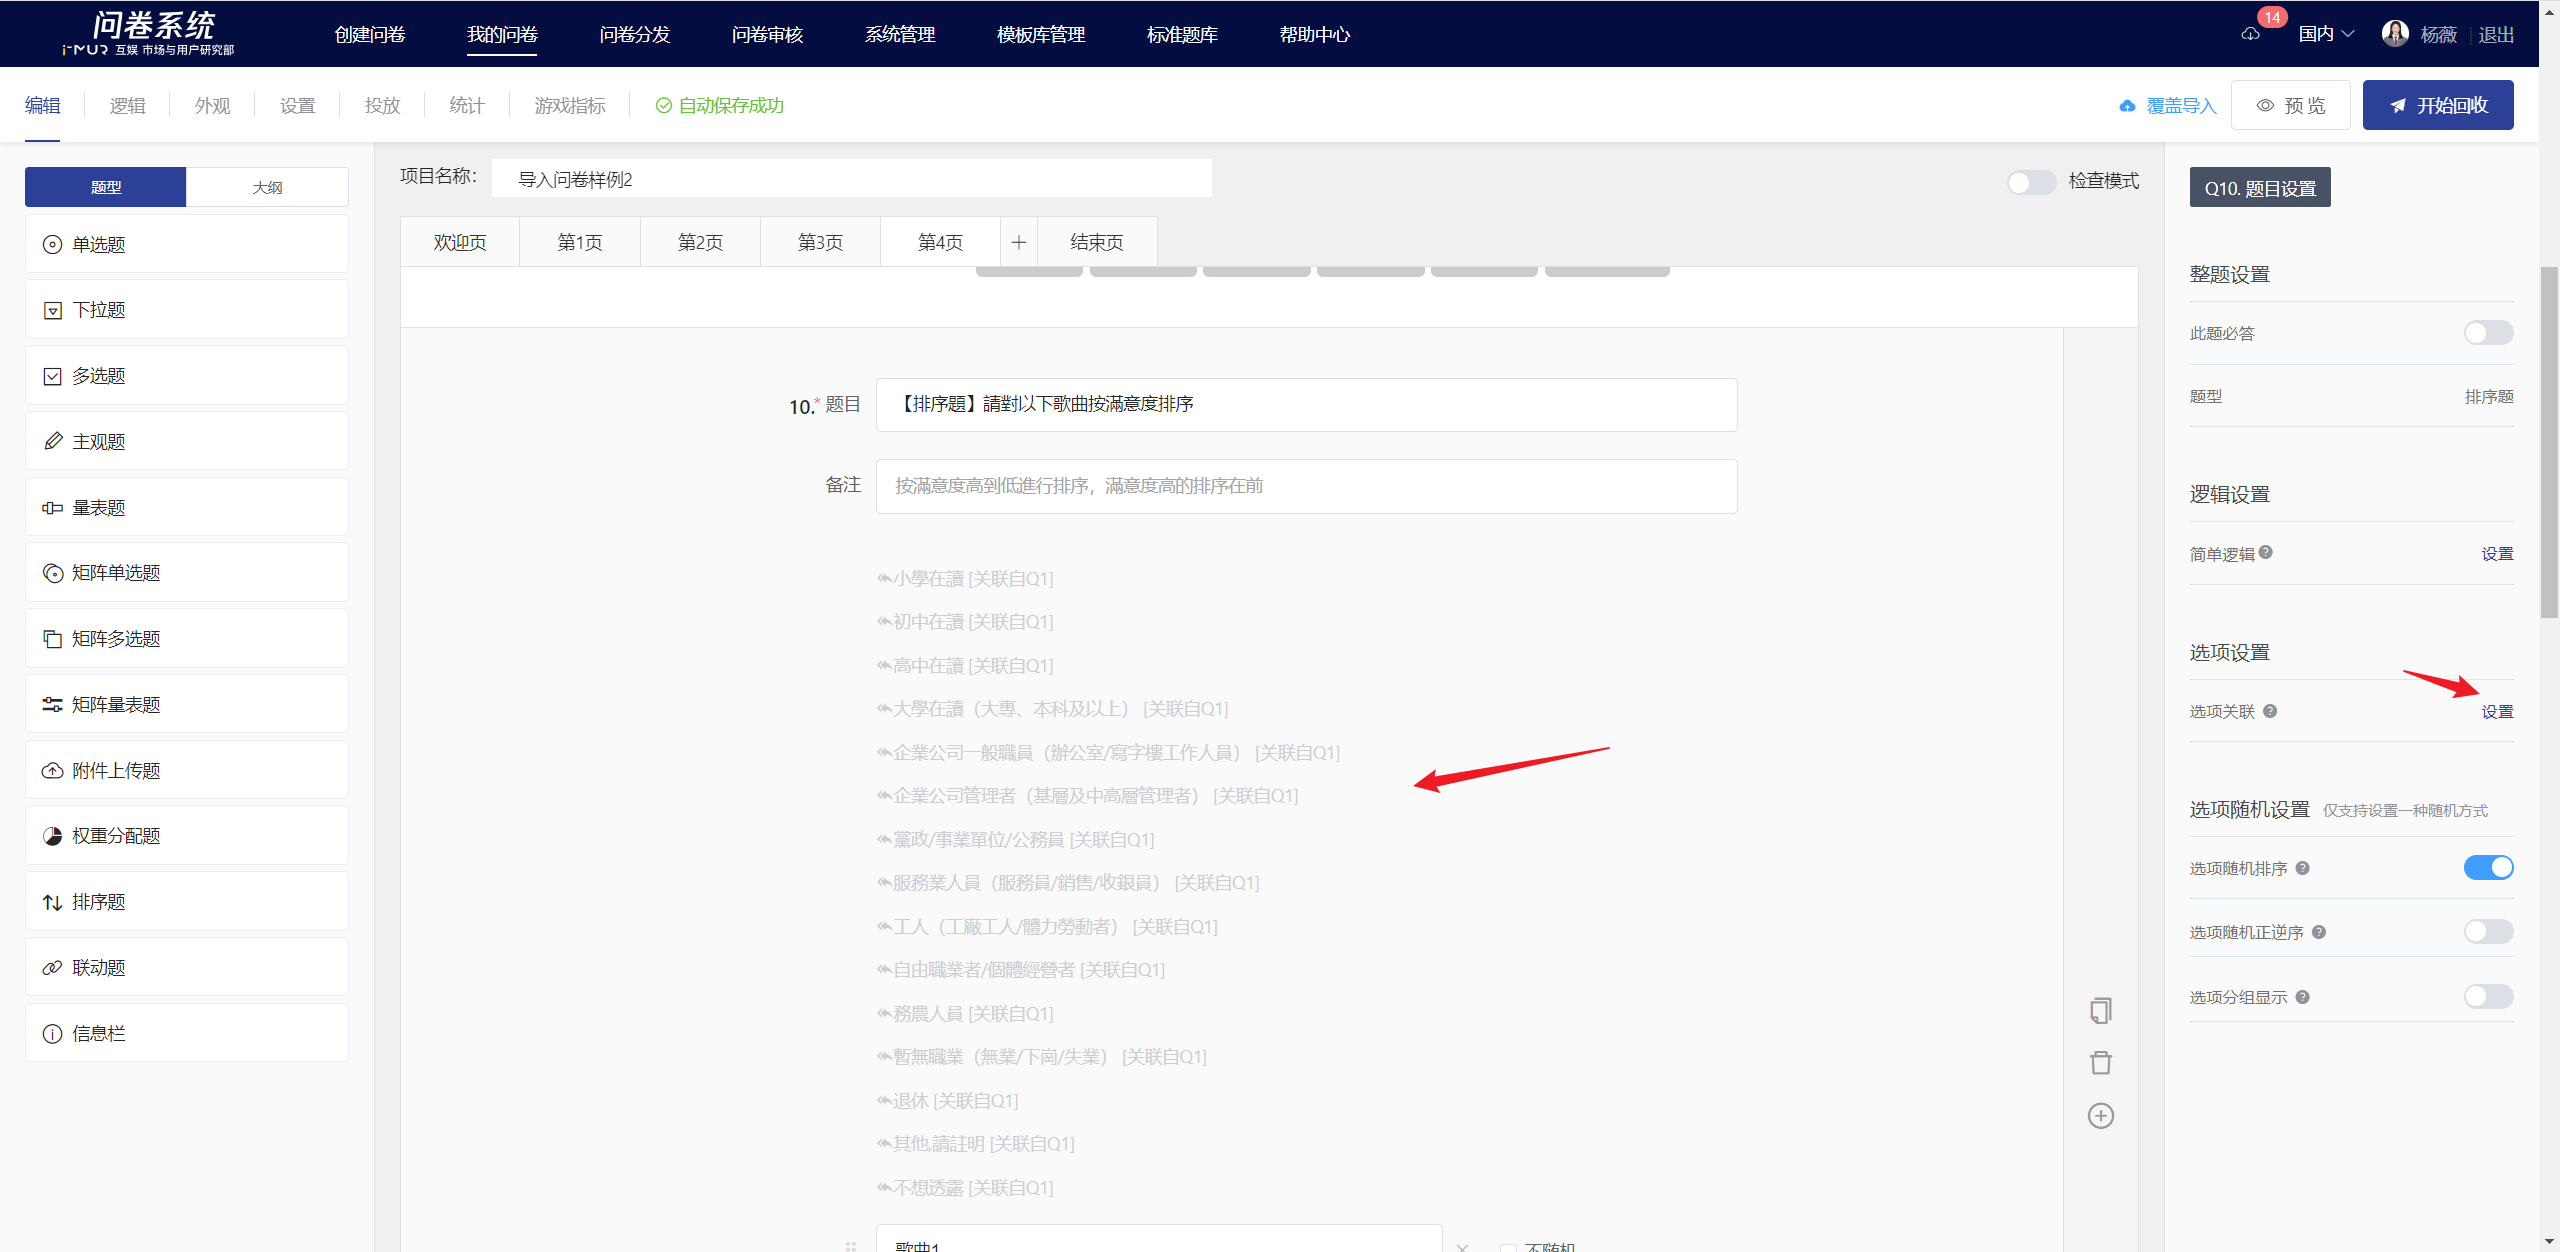 问卷系统
i-MUR 互娱 市场与用户研究部
创建问卷
我的问卷
问卷分发
问卷审核
系统管理
模板库管理
标准题库
帮助中心
14
国内
杨薇
退出
编辑
逻辑
外观
设置
投放
统计
游戏指标
自动保存成功
覆盖导入
预 览
开始回收
题型
大纲
单选题
下拉题
多选题
主观题
量表题
矩阵单选题
矩阵多选题
矩阵量表题
附件上传题
权重分配题
排序题
联动题
信息栏
项目名称:
导入问卷样例2
检查模式
欢迎页
第1页
第2页
第3页
第4页
结束页
10.* 题目
【排序題】請對以下歌曲按滿意度排序
备注
按滿意度高到低進行排序，滿意度高的排序在前
小學在讀 [关联自Q1]
初中在讀 [关联自Q1]
高中在讀 [关联自Q1]
大學在讀（大專、本科及以上） [关联自Q1]
企業公司一般職員（辦公室/寫字樓工作人員） [关联自Q1]
企業公司管理者（基層及中高層管理者） [关联自Q1]
黨政/事業單位/公務員 [关联自Q1]
服務業人員（服務員/銷售/收銀員） [关联自Q1]
工人（工廠工人/體力勞動者） [关联自Q1]
自由職業者/個體經營者 [关联自Q1]
務農人員 [关联自Q1]
暫無職業（無業/下崗/失業） [关联自Q1]
退休 [关联自Q1]
其他,請註明 [关联自Q1]
不想透露 [关联自Q1]
歌曲1
不随机
Q10. 题目设置
整题设置
此题必答
题型
排序题
逻辑设置
简单逻辑
设置
选项设置
选项关联
设置
选项随机设置 仅支持设置一种随机方式
选项随机排序
选项随机正逆序
选项分组显示